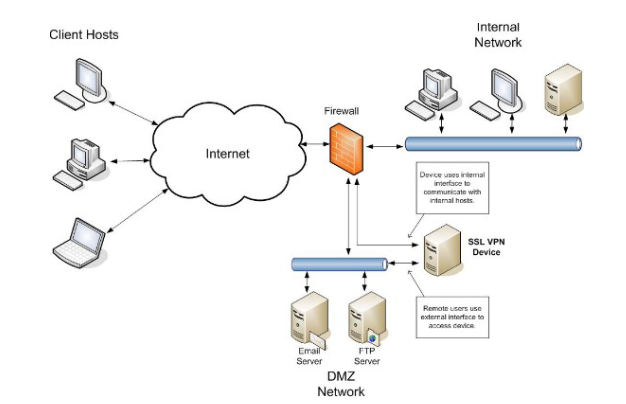 Client Hosts
Internal
Network
Firewall
Internet
Device uses internal
interface to
communicate with
internal hosts.
SSL VPN
Device
Remote users use
external interface to
access device.
Email
Server
FTP
Server
DMZ
Network